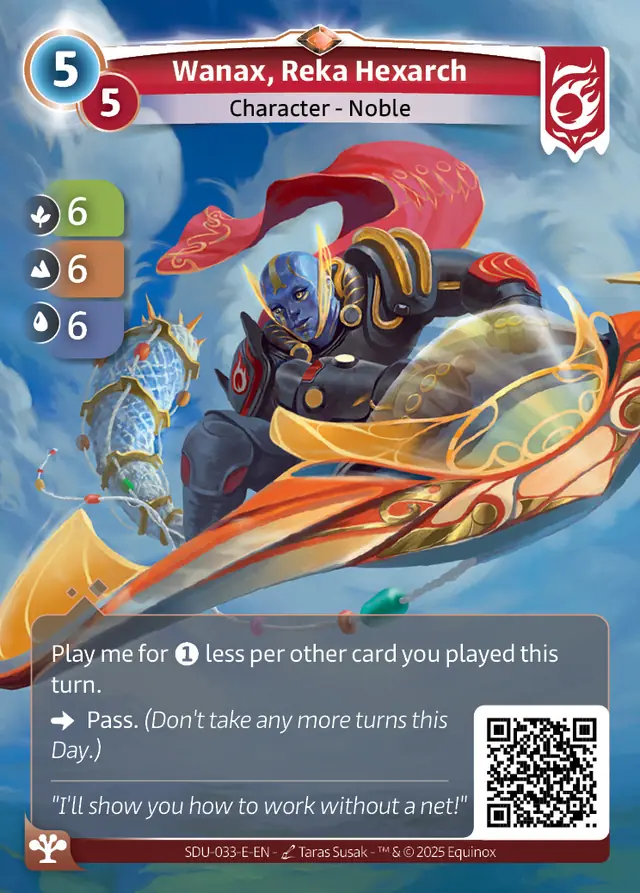 5
5
Wanax, Reka Hexarch
Character - Noble
6
6
6
Play me for 1 less per other card you played this
turn.
Pass. (Don't take any more turns this
Day.)
"I'll show you how to work without a net!"
SDU-033-E-EN - Taras Susak - ™ & © 2025 Equinox